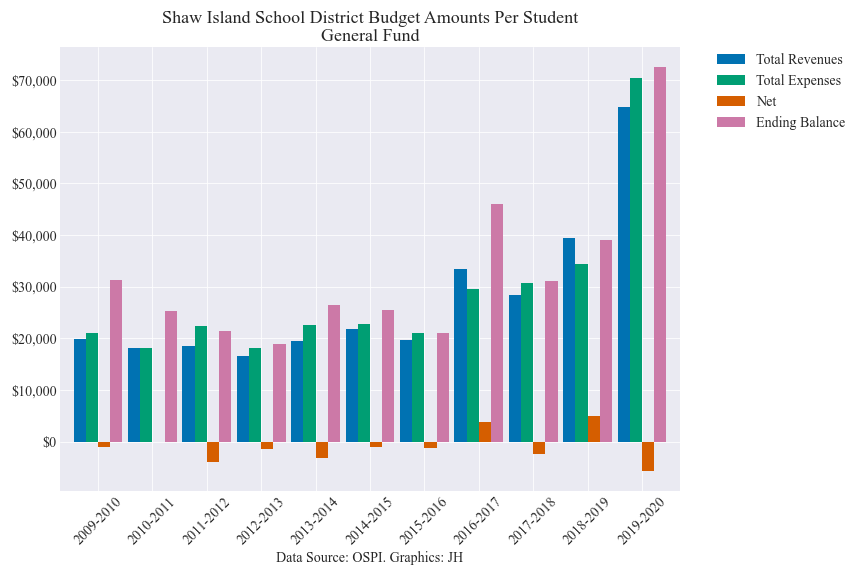 Shaw Island School District Budget Amounts Per Student
General Fund
Total Revenues
Total Expenses
Net
Ending Balance
$70,000
$60,000
$50,000
$40,000
$30,000
$20,000
$10,000
$0
2009-2010
2010-2011
2011-2012
2012-2013
2013-2014
2014-2015
2015-2016
2016-2017
2017-2018
2018-2019
2019-2020
Data Source: OSPI. Graphics: JH